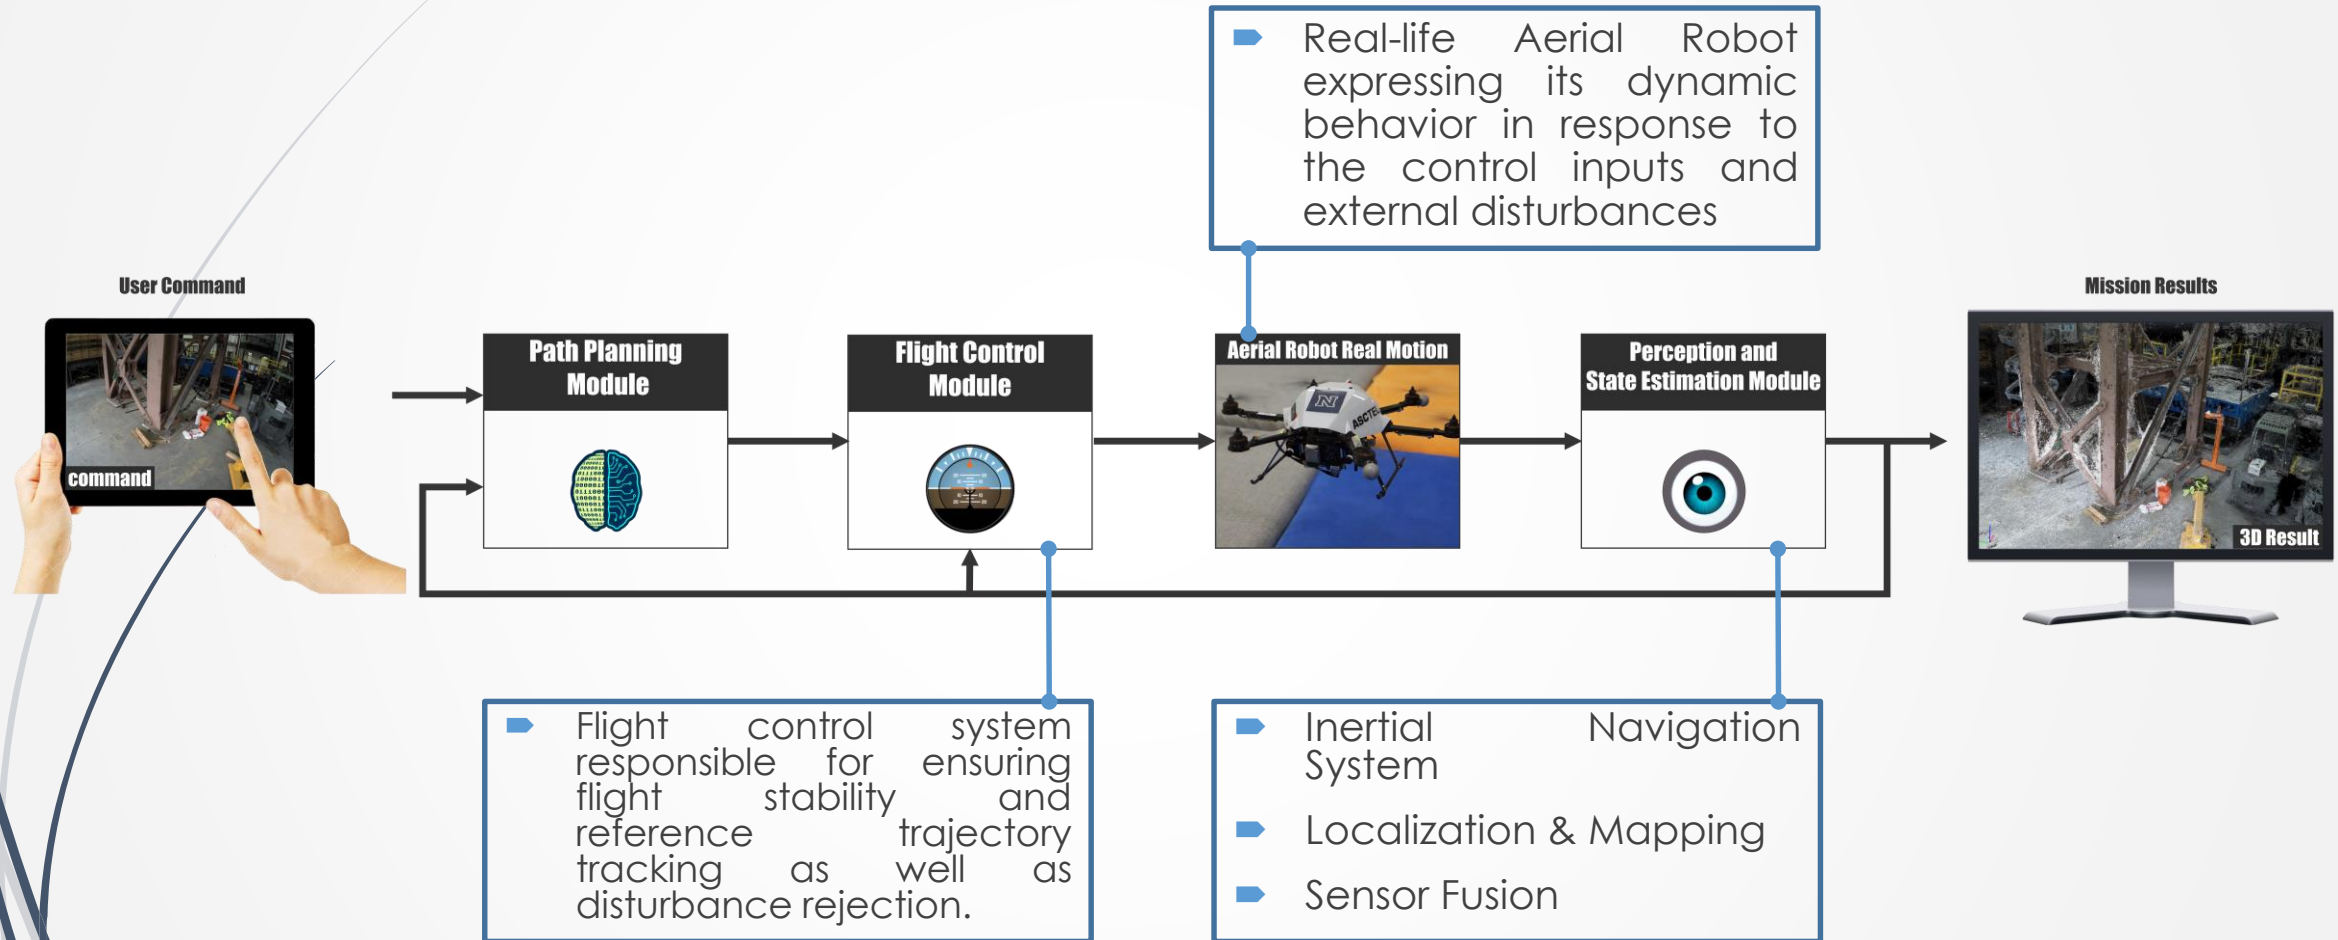 Real-life Aerial Robot
expressing its dynamic
behavior in response to
the control inputs and
external disturbances
User Command
Mission Results
Path Planning
Module
Flight Control
Module
Aerial Robot Real Motion
Perception and
State Estimation Module
N
ASCTEC
command
3D Result
Flight control system
responsible for ensuring
flight stability and
reference trajectory
tracking as well as
disturbance rejection.
Inertial Navigation
System
Localization & Mapping
Sensor Fusion